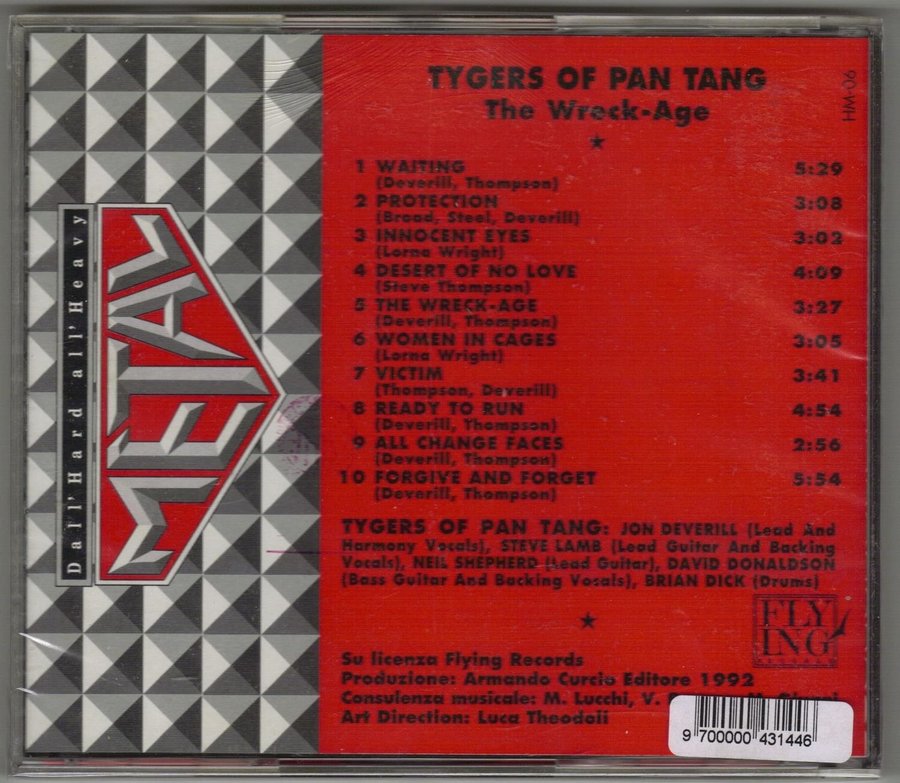 Dall' Hard all' Heavy
METAL
TYGERS OF PAN TANG
The Wreck-Age
HM-06
1 WAITING 5:29
(Deverill, Thompson)
2 PROTECTION 3:08
(Broad, Steel, Deverill)
3 INNOCENT EYES 3:02
(Lorna Wright)
4 DESERT OF NO LOVE 4:09
(Steve Thompson)
5 THE WRECK-AGE 3:27
(Deverill, Thompson)
6 WOMEN IN CAGES 3:05
(Lorna Wright)
7 VICTIM 3:41
(Thompson, Deverill)
8 READY TO RUN 4:54
(Deverill, Thompson)
9 ALL CHANGE FACES 2:56
(Deverill, Thompson)
10 FORGIVE AND FORGET 5:54
(Deverill, Thompson)
TYGERS OF PAN TANG: JON DEVERILL (Lead And
Harmony Vocals), STEVE LAMB (Lead Guitar And Backing
Vocals), NEIL SHEPHERD (Lead Guitar), DAVID DONALDSON
(Bass Guitar And Backing Vocals), BRIAN DICK (Drums)
FLY
ING
RECORDS
Su licenza Flying Records
Produzione: Armando Curcio Editore 1992
Consulenza musicale: M. Lucchi, V.
Art Direction: Luca Theodoli
9 700000 431446